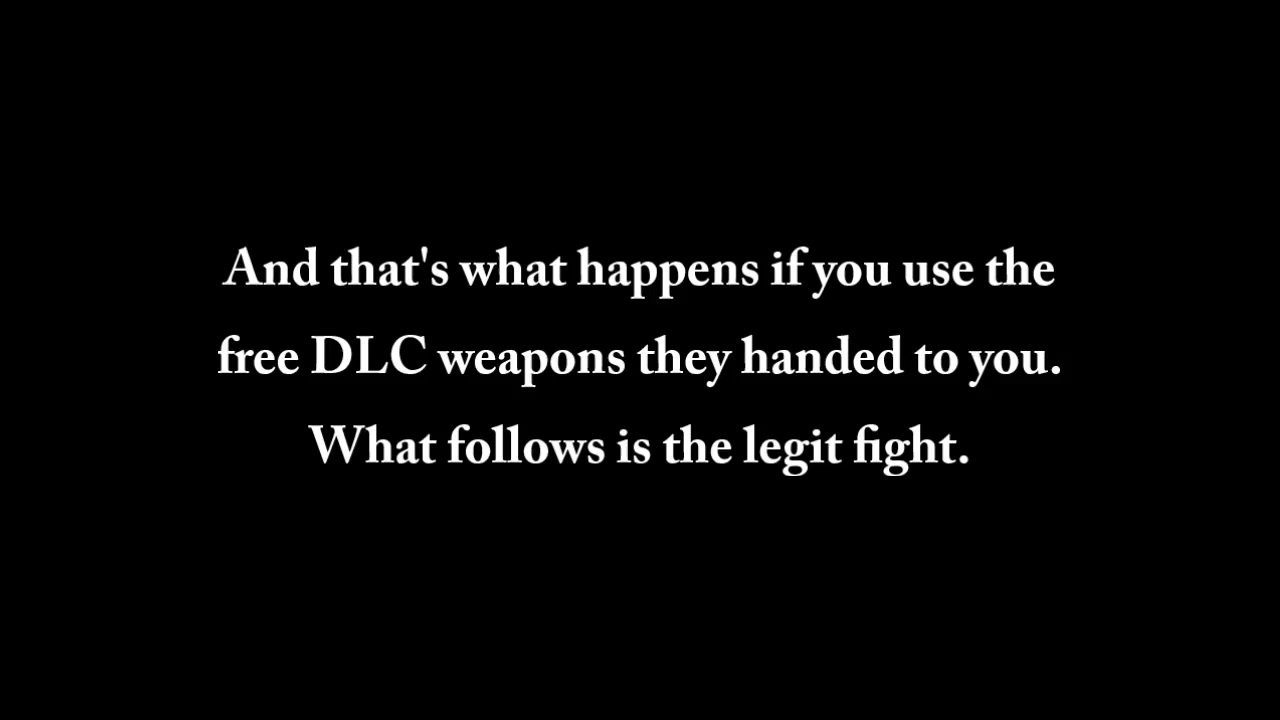 And that's what happens if you use the
free DLC weapons they handed to you.
What follows is the legit fight.